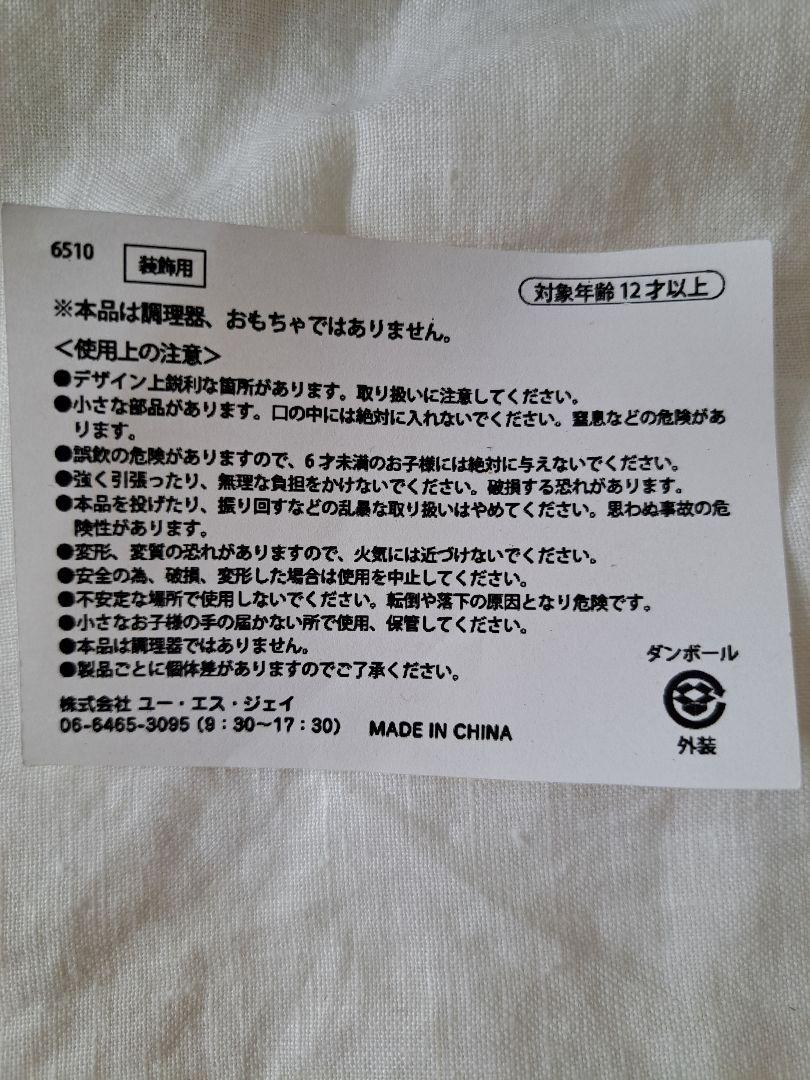 6510
装飾用
対象年齢12才以上
※本品は調理器、おもちゃではありません。
＜使用上の注意＞
●デザイン上鋭利な箇所があります。取り扱いに注意してください。
●小さな部品があります。口の中には絶対に入れないでください。窒息などの危険があ
ります。
●誤飲の危険がありますので、6才未満のお子様には絶対に与えないでください。
●強く引張ったり、無理な負担をかけないでください。破損する恐れがあります。
●本品を投げたり、振り回すなどの乱暴な取り扱いはやめてください。思わぬ事故の危
険性があります。
●変形、変質の恐れがありますので、火気には近づけないでください。
●安全の為、破損、変形した場合は使用を中止してください。
●不安定な場所で使用しないでください。転倒や落下の原因となり危険です。
●小さなお子様の手の届かない所で使用、保管してください。
●本品は調理器ではありません。
●製品ごとに個体差がありますのでご了承ください。
株式会社 ユー・エス・ジェイ
06-6465-3095（9：30～17：30） MADE IN CHINA
ダンボール
外装